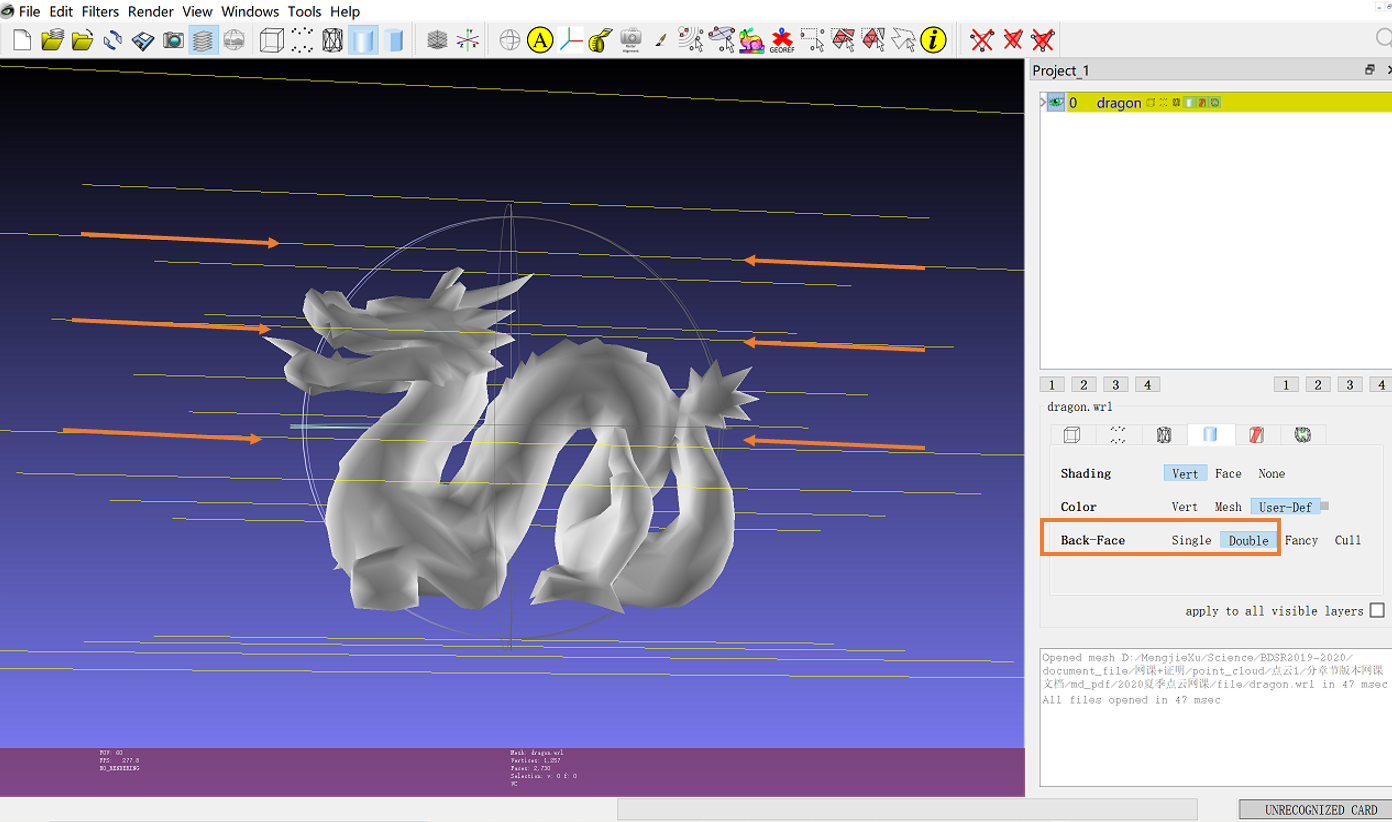 File Edit Filters Render View Windows Tools Help
A
GEOREF
i
Project_1
0 dragon
1 2 3 4 1 2 3 4
dragon.wrl
Shading Vert Face None
Color Vert Mesh User-Def
Back-Face Single Double Fancy Cull
apply to all visible layers
Opened mesh D:/MengjieXu/Science/BDSR2019-2020/
document_file/网课+证明/point_cloud/点云1/分章节版本网课
文档/md_pdf/2020夏季点云网课/file/dragon.wrl in 47 msec
All files opened in 47 msec
FOV: 60
FPS: 277.8
BO_RENDERING
Mesh: dragon.wrl
Vertices: 1,257
Faces: 2,730
Selection: v: 0 f: 0
VC
UNRECOGNIZED CARD